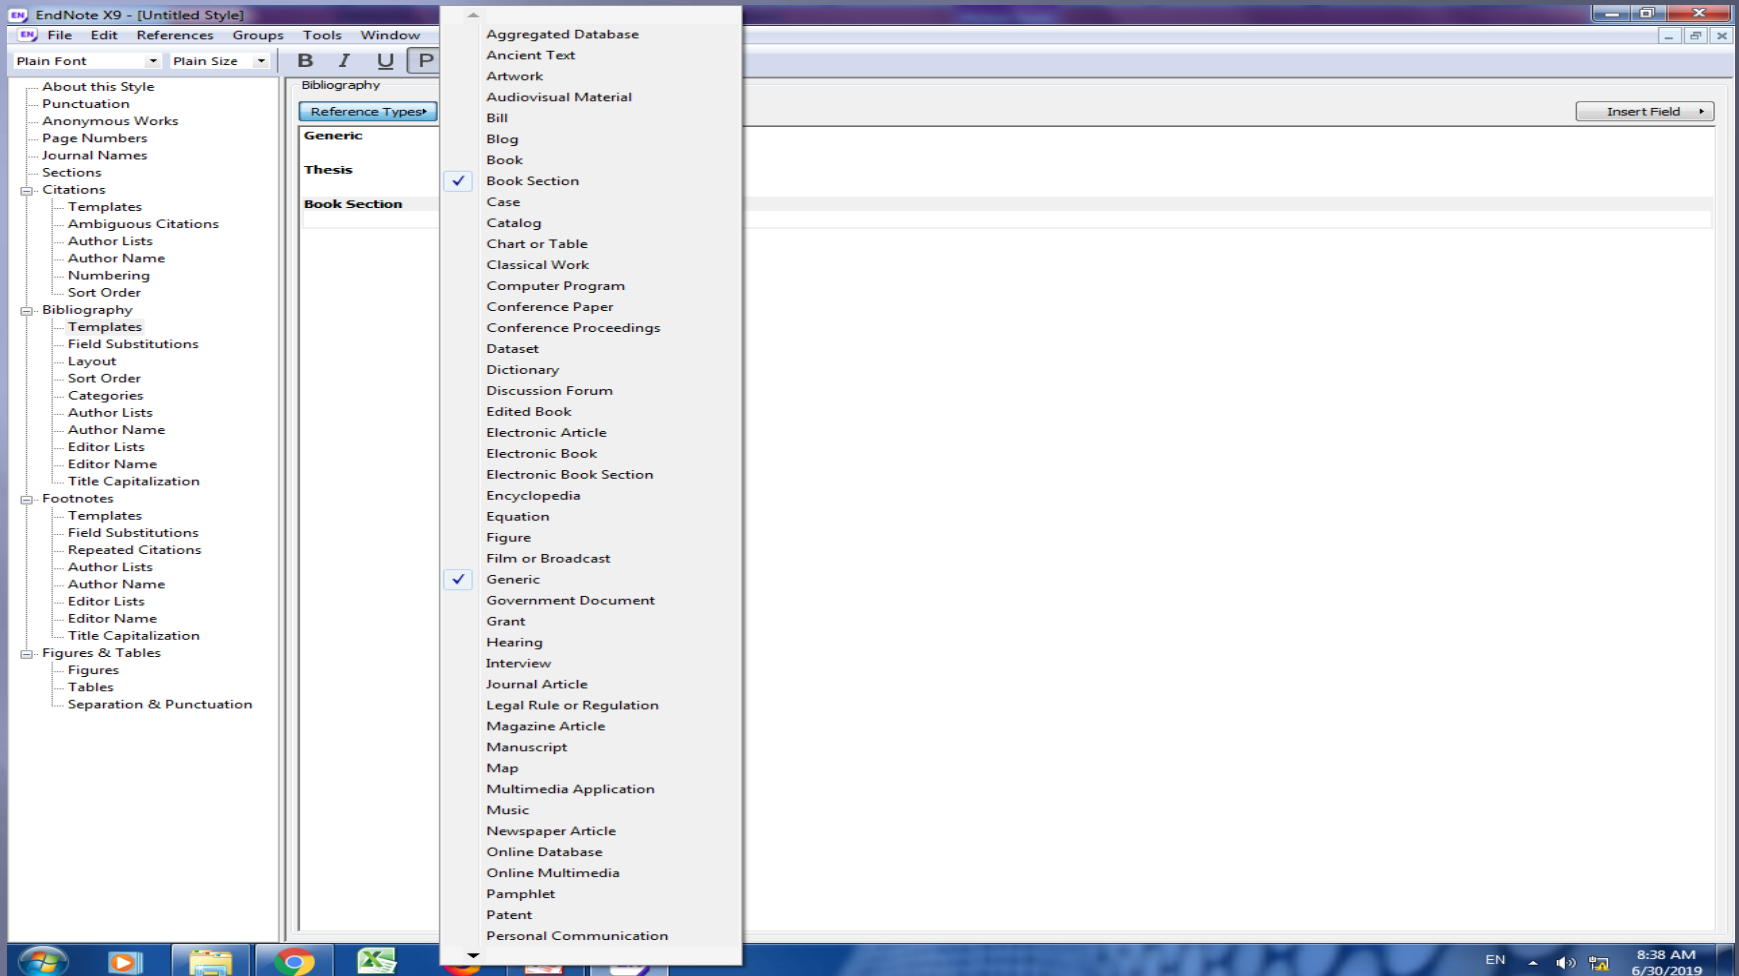 EN EndNote X9 - [Untitled Style]
EN File Edit References Groups Tools Window
Plain Font Plain Size B I U P
About this Style
Punctuation
Anonymous Works
Page Numbers
Journal Names
Sections
Citations
Templates
Ambiguous Citations
Author Lists
Author Name
Numbering
Sort Order
Bibliography
Templates
Field Substitutions
Layout
Sort Order
Categories
Author Lists
Author Name
Editor Lists
Editor Name
Title Capitalization
Footnotes
Templates
Field Substitutions
Repeated Citations
Author Lists
Author Name
Editor Lists
Editor Name
Title Capitalization
Figures & Tables
Figures
Tables
Separation & Punctuation
Bibliography
Reference Types
Insert Field
Generic
Thesis
Book Section
Aggregated Database
Ancient Text
Artwork
Audiovisual Material
Bill
Blog
Book
Book Section
Case
Catalog
Chart or Table
Classical Work
Computer Program
Conference Paper
Conference Proceedings
Dataset
Dictionary
Discussion Forum
Edited Book
Electronic Article
Electronic Book
Electronic Book Section
Encyclopedia
Equation
Figure
Film or Broadcast
Generic
Government Document
Grant
Hearing
Interview
Journal Article
Legal Rule or Regulation
Magazine Article
Manuscript
Map
Multimedia Application
Music
Newspaper Article
Online Database
Online Multimedia
Pamphlet
Patent
Personal Communication
EN
8:38 AM
6/30/2019